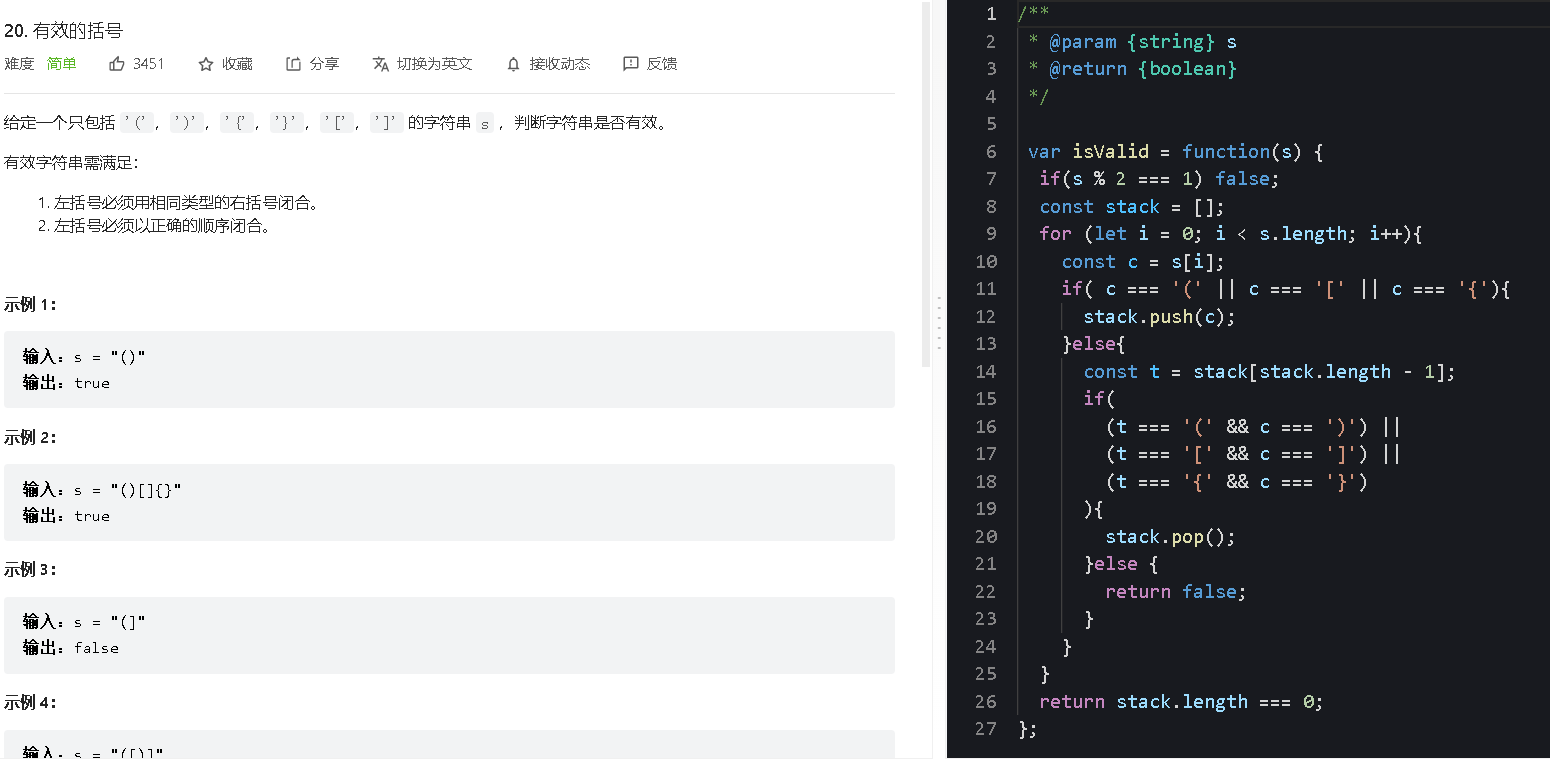 20. 有效的括号
难度 简单 3451 收藏 分享 切换为英文 接收动态 反馈
给定一个只包括 '('，')'，'{'，'}'，'['，']' 的字符串 s ，判断字符串是否有效。
有效字符串需满足：
1. 左括号必须用相同类型的右括号闭合。
2. 左括号必须以正确的顺序闭合。
示例 1：
输入：s = "()"
输出：true
示例 2：
输入：s = "()[]{}"
输出：true
示例 3：
输入：s = "(]"
输出：false
示例 4：
输入：s = "([)]"
1 /**
2 * @param {string} s
3 * @return {boolean}
4 */
5
6 var isValid = function(s) {
7 if(s % 2 === 1) false;
8 const stack = [];
9 for (let i = 0; i < s.length; i++){
10 const c = s[i];
11 if( c === '(' || c === '[' || c === '{'){
12 stack.push(c);
13 }else{
14 const t = stack[stack.length - 1];
15 if(
16 (t === '(' && c === ')') ||
17 (t === '[' && c === ']') ||
18 (t === '{' && c === '}')
19 ){
20 stack.pop();
21 }else {
22 return false;
23 }
24 }
25 }
26 return stack.length === 0;
27 };